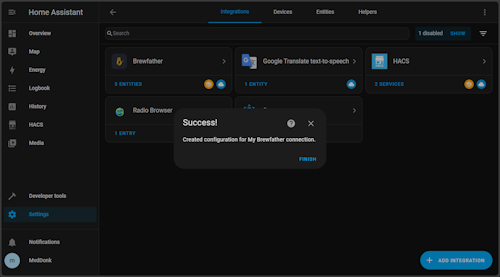 Home Assistant
Integrations
Devices
Entities
Helpers
Overview
Map
Energy
Logbook
History
HACS
Media
Developer tools
Settings
Notifications
m
MedDonk
Search
1 disabled
SHOW
Brewfather
Google Translate text-to-speech
HACS
1 ENTITY
2 SERVICES
Radio Browser
1 ENTRY
Success!
Created configuration for My Brewfather connection.
FINISH
ADD INTEGRATION